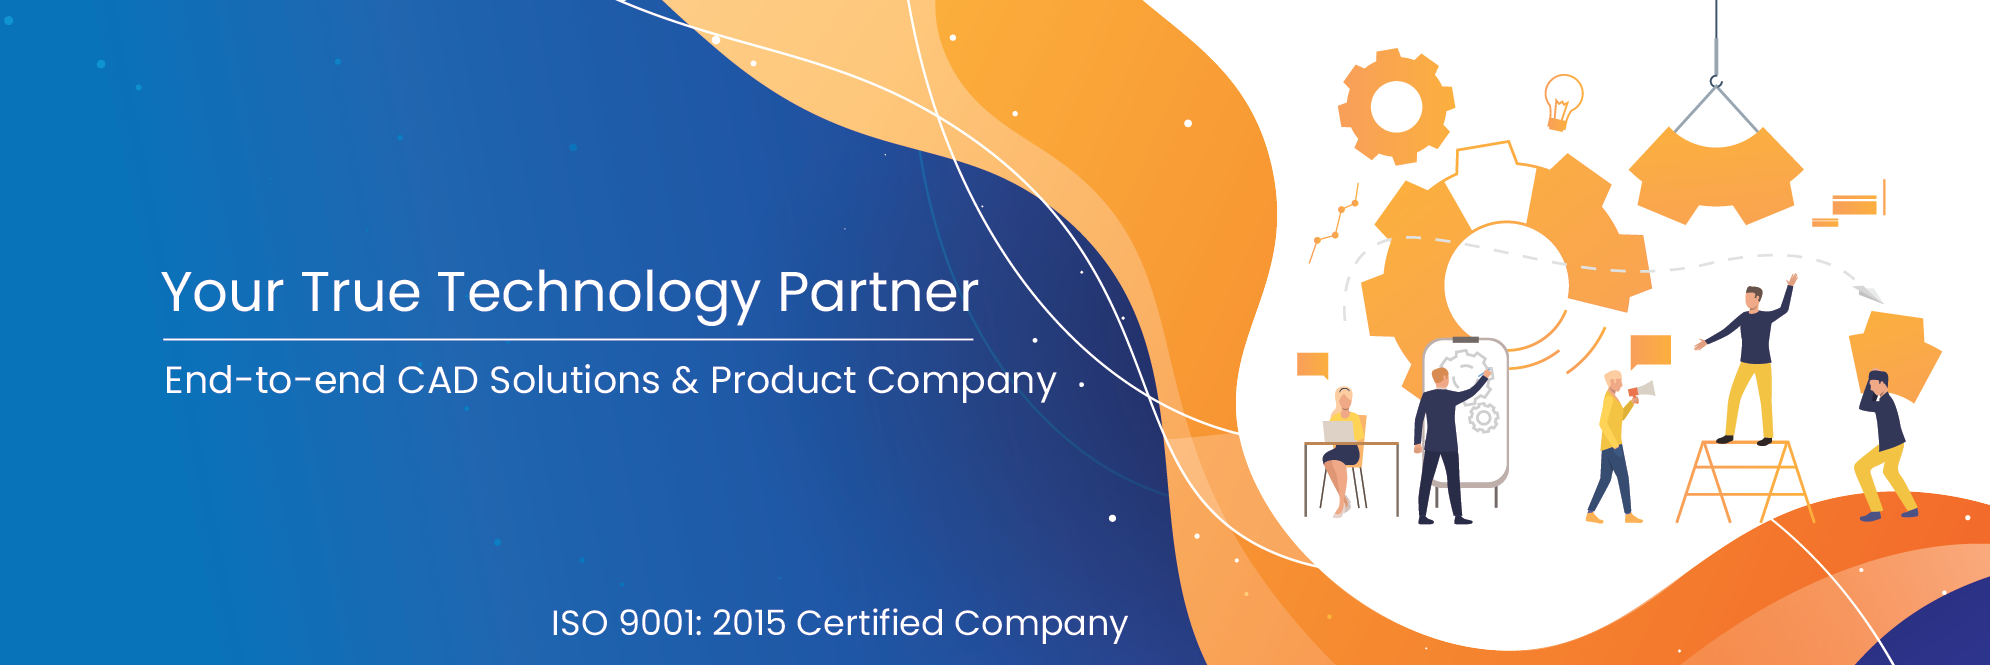 Your True Technology Partner
End-to-end CAD Solutions & Product Company
ISO 9001: 2015 Certified Company